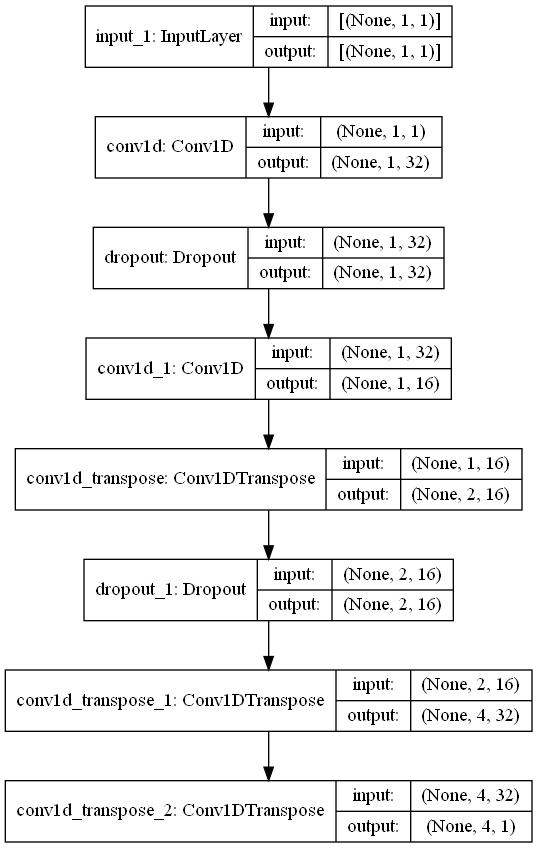 input_1: InputLayer
input: [(None, 1, 1)]
output: [(None, 1, 1)]
conv1d: Conv1D
input: (None, 1, 1)
output: (None, 1, 32)
dropout: Dropout
input: (None, 1, 32)
output: (None, 1, 32)
conv1d_1: Conv1D
input: (None, 1, 32)
output: (None, 1, 16)
conv1d_transpose: Conv1DTranspose
input: (None, 1, 16)
output: (None, 2, 16)
dropout_1: Dropout
input: (None, 2, 16)
output: (None, 2, 16)
conv1d_transpose_1: Conv1DTranspose
input: (None, 2, 16)
output: (None, 4, 32)
conv1d_transpose_2: Conv1DTranspose
input: (None, 4, 32)
output: (None, 4, 1)